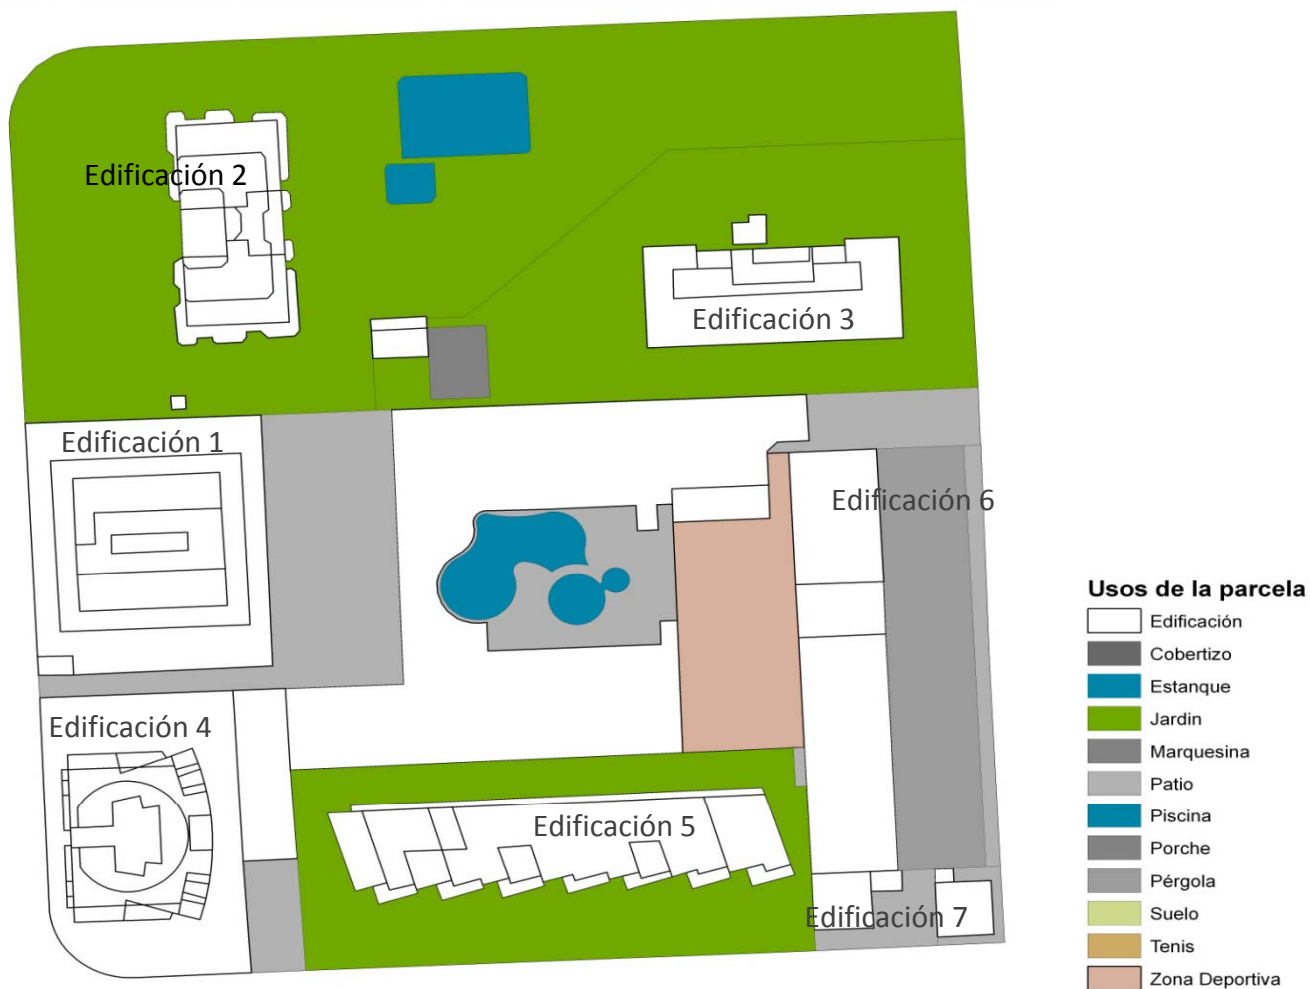 Edificación 2
Edificación 3
Edificación 1
Edificación 6
Edificación 4
Edificación 5
Edificación 7
Usos de la parcela
Edificación
Cobertizo
Estanque
Jardin
Marquesina
Patio
Piscina
Porche
Pérgola
Suelo
Tenis
Zona Deportiva